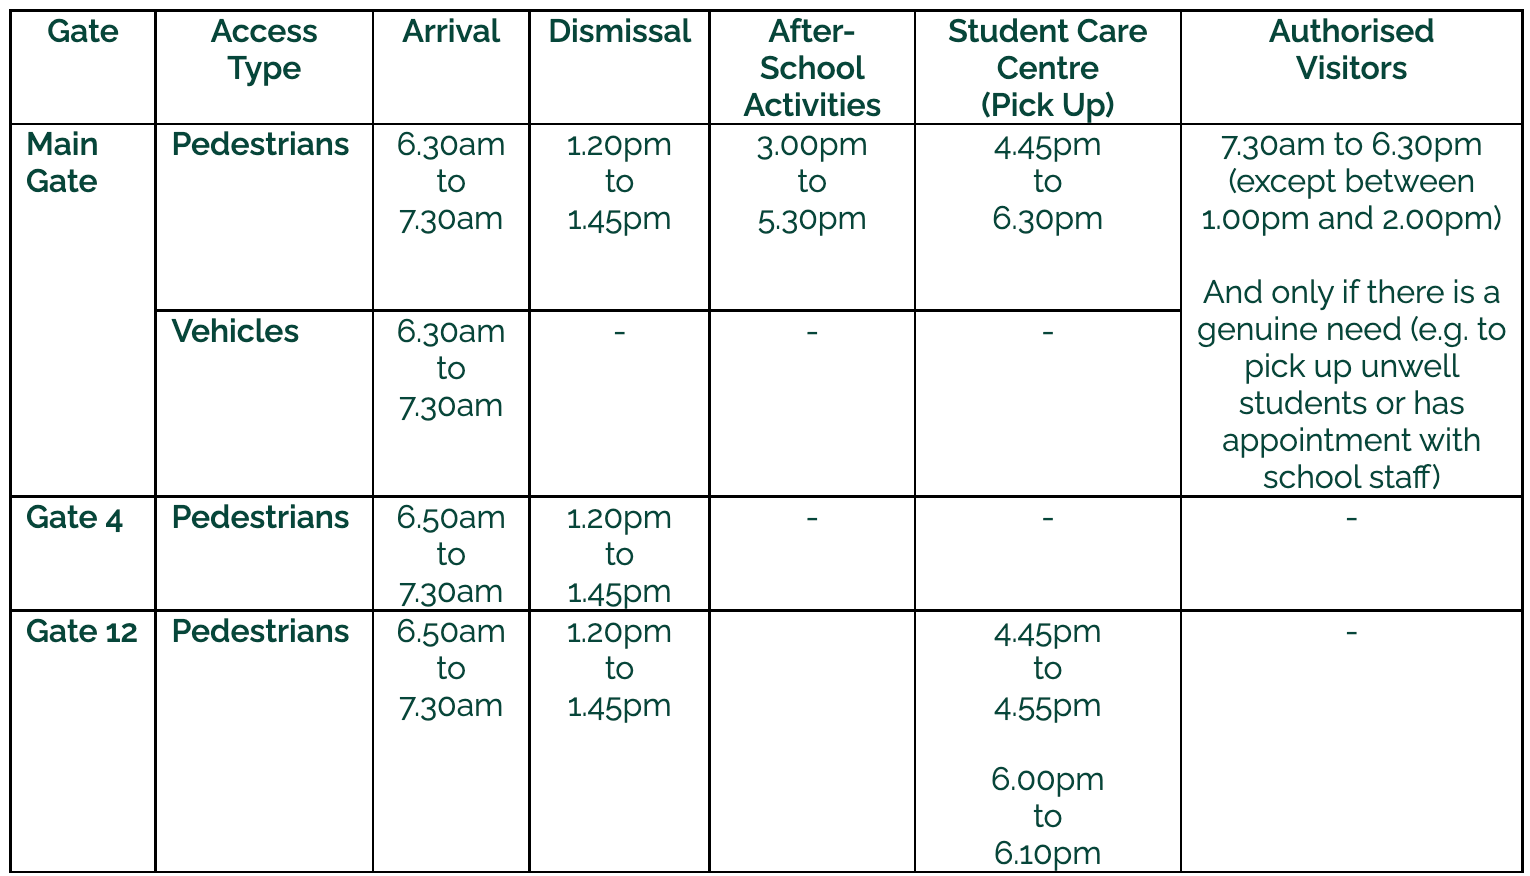 Gate
Access
Type
Arrival
Dismissal
After-
School
Activities
Student Care
Centre
(Pick Up)
Authorised
Visitors
Main
Gate
Pedestrians
6.30am
to
7.30am
1.20pm
to
1.45pm
3.00pm
to
5.30pm
4.45pm
to
6.30pm
7.30am to 6.30pm
(except between
1.00pm and 2.00pm)
And only if there is a
genuine need (e.g. to
pick up unwell
students or has
appointment with
school staff)
Vehicles
6.30am
to
7.30am
-
-
-
Gate 4
Pedestrians
6.50am
to
7.30am
1.20pm
to
1.45pm
-
-
-
Gate 12
Pedestrians
6.50am
to
7.30am
1.20pm
to
1.45pm
4.45pm
to
4.55pm
6.00pm
to
6.10pm
-